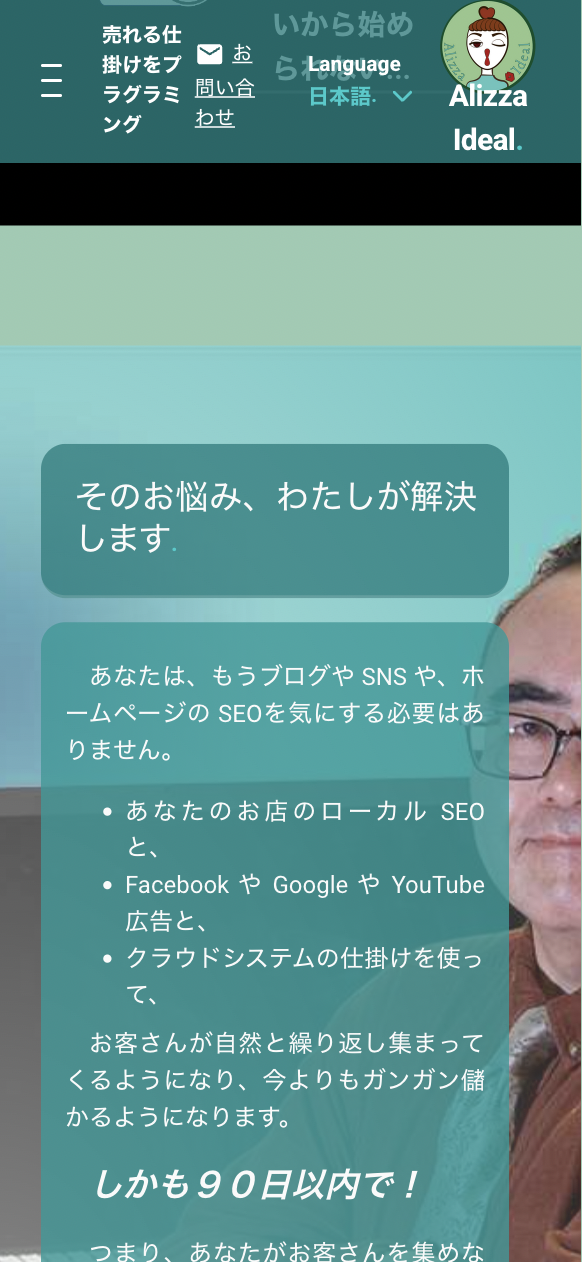 売れる仕
掛けをプ
ラグラミ
ング
お
問い合
わせ
いから始め
られない...
Language
日本語.
Alizza
Ideal
Alizza
Ideal.
そのお悩み、わたしが解決
します.
あなたは、もうブログや SNS や、ホ
ームページの SEOを気にする必要はあ
りません。
• あなたのお店のローカル SEO
と、
• Facebook や Google や YouTube
広告と、
• クラウドシステムの仕掛けを使っ
て、
お客さんが自然と繰り返し集まって
くるようになり、今よりもガンガン儲
かるようになります。
しかも９０日以内で！
つまり、あなたがお客さんを集めな